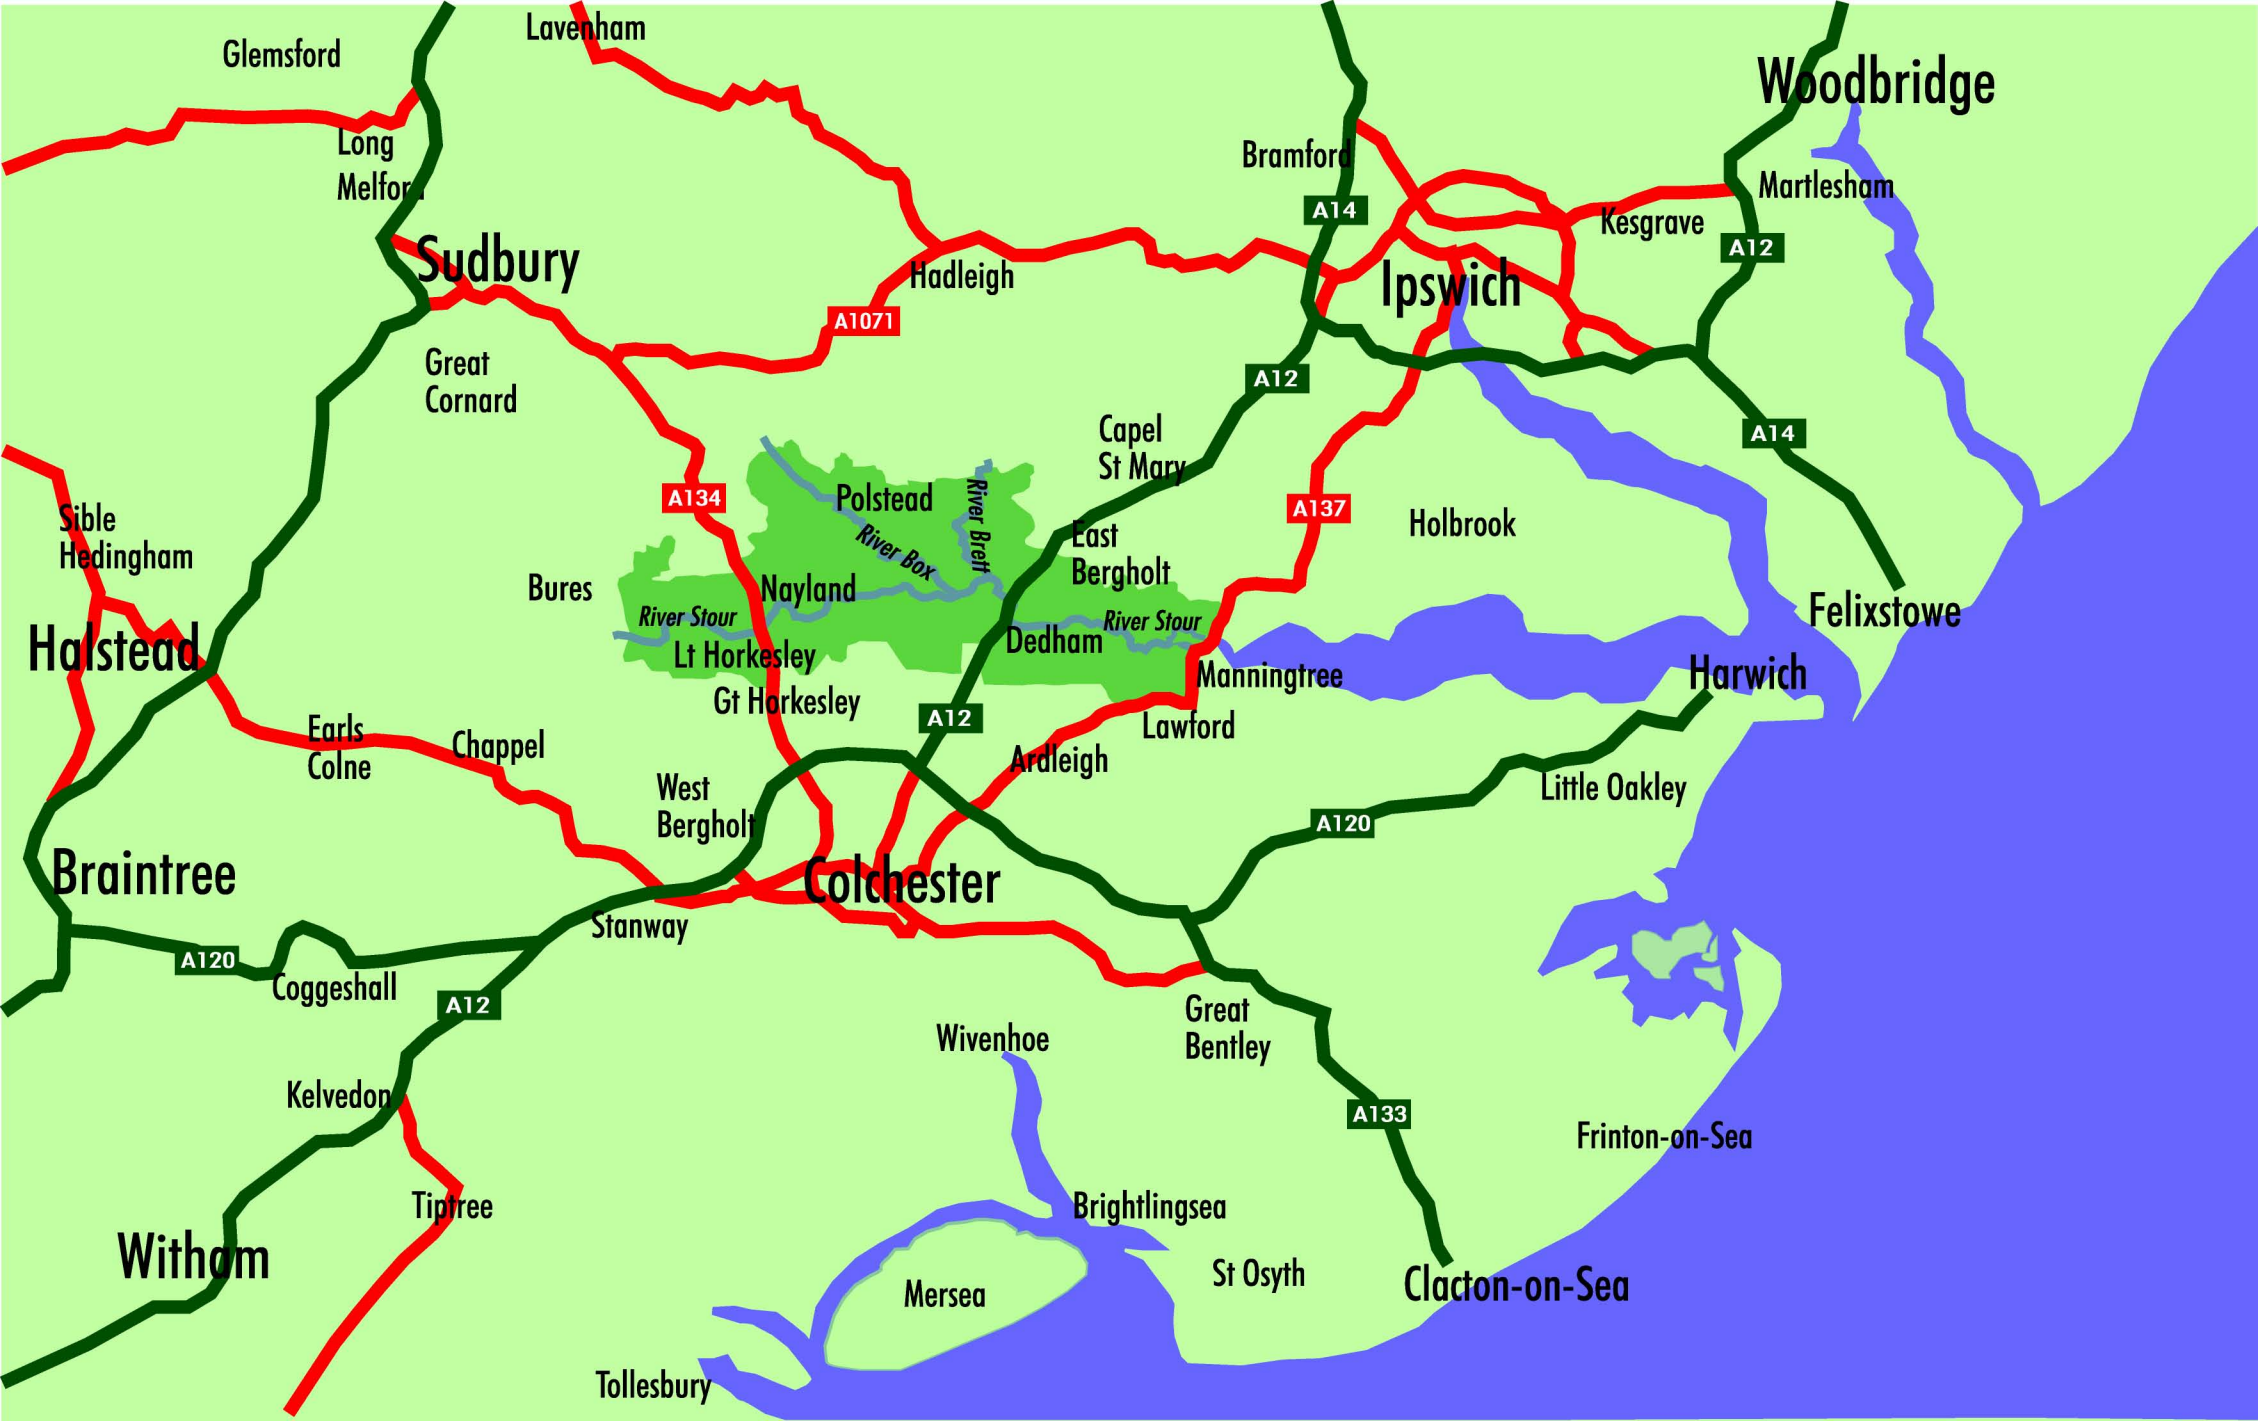 Lavenham
Glemsford
Woodbridge
Long
Melford
Bramford
Martlesham
A14
Kesgrave
A12
Sudbury
Hadleigh
Ipswich
A1071
Great
Cornard
A12
Capel
St Mary
A14
A134
Polstead
River Brett
A137
Sible
Hedingham
Holbrook
East
Bergholt
River Box
Bures
Nayland
River Stour
River Stour
Felixstowe
Halstead
Dedham
Lt Horkesley
Manningtree
Harwich
Gt Horkesley
A12
Lawford
Earls
Colne
Chappel
Ardleigh
West
Bergholt
Little Oakley
A120
Braintree
Colchester
Stanway
A120
Coggeshall
A12
Great
Bentley
Wivenhoe
Kelvedon
A133
Frinton-on-Sea
Tiptree
Brightlingsea
Witham
St Osyth
Mersea
Clacton-on-Sea
Tollesbury